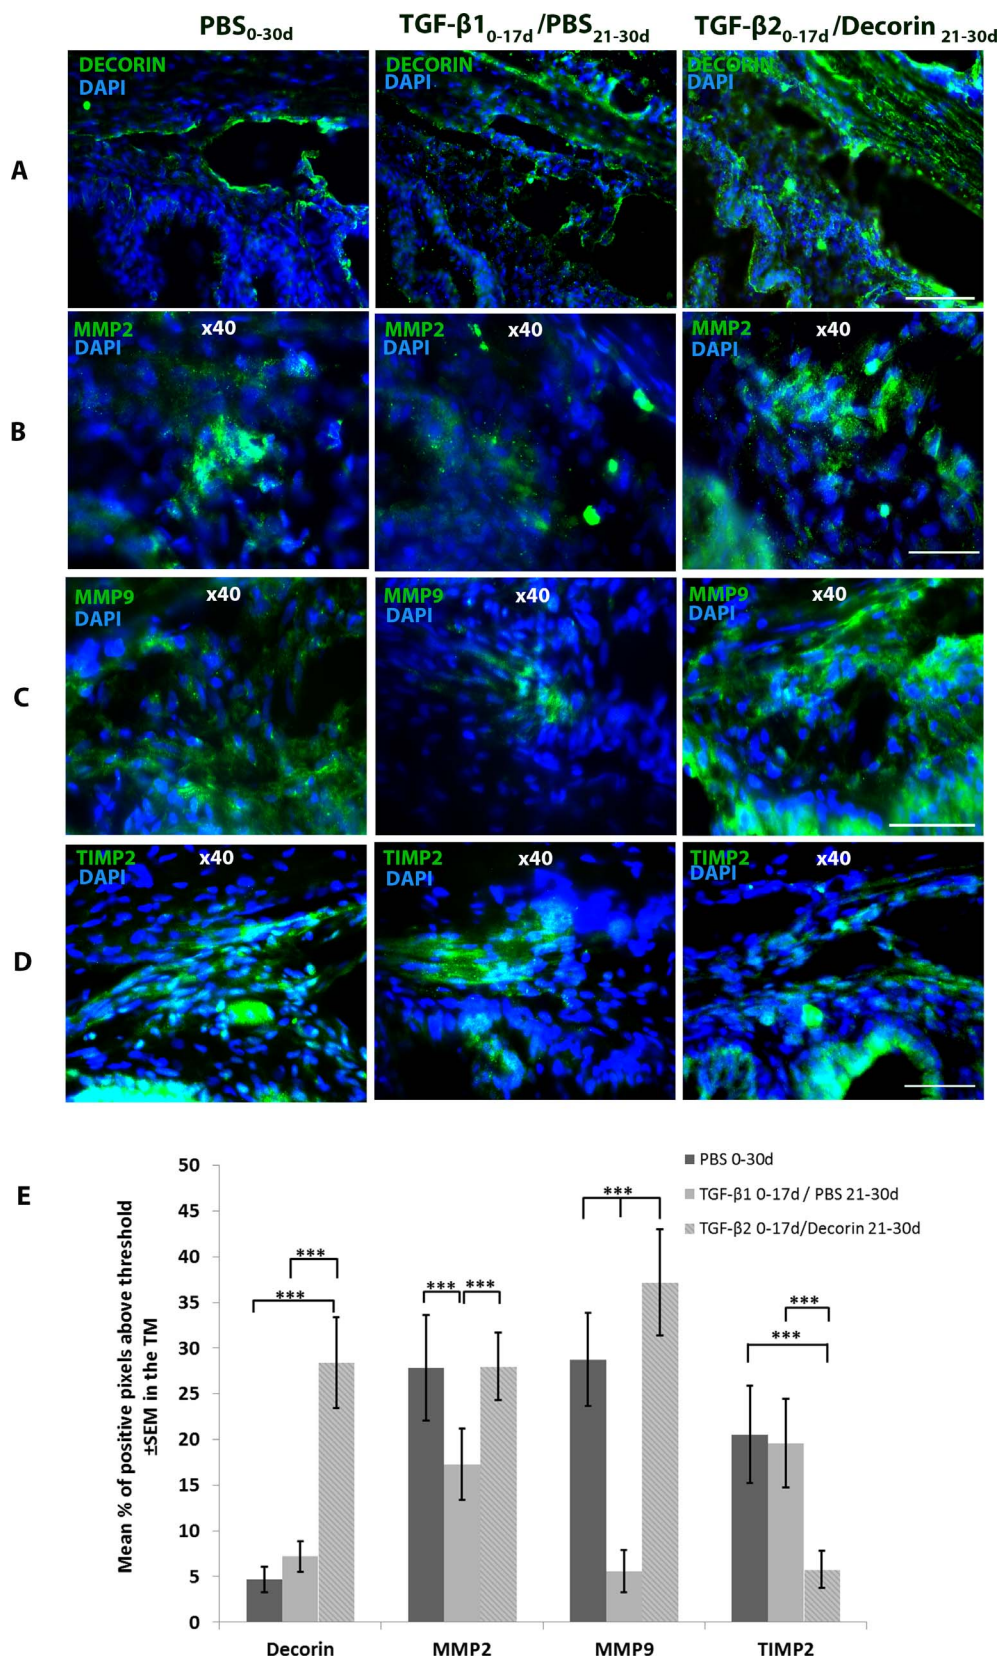 PBS0-30d TGF-β10-17d/PBS21-30d TGF-β20-17d/Decorin 21-30d
A
DECORIN DECORIN DECORIN
DAPI DAPI DAPI
B
MMP2 x40 MMP2 x40 MMP2 x40
DAPI DAPI DAPI
C
MMP9 x40 MMP9 x40 MMP9 x40
DAPI DAPI DAPI
D
TIMP2 x40 TIMP2 x40 TIMP2 x40
DAPI DAPI DAPI
E
Mean % of positive pixels above threshold
±SEM in the TM
50
45
40
35
30
25
20
15
10
5
0
PBS 0-30d
TGF-β1 0-17d / PBS 21-30d
TGF-β2 0-17d/Decorin 21-30d
*** ***
*** ***
***
*** ***
Decorin MMP2 MMP9 TIMP2